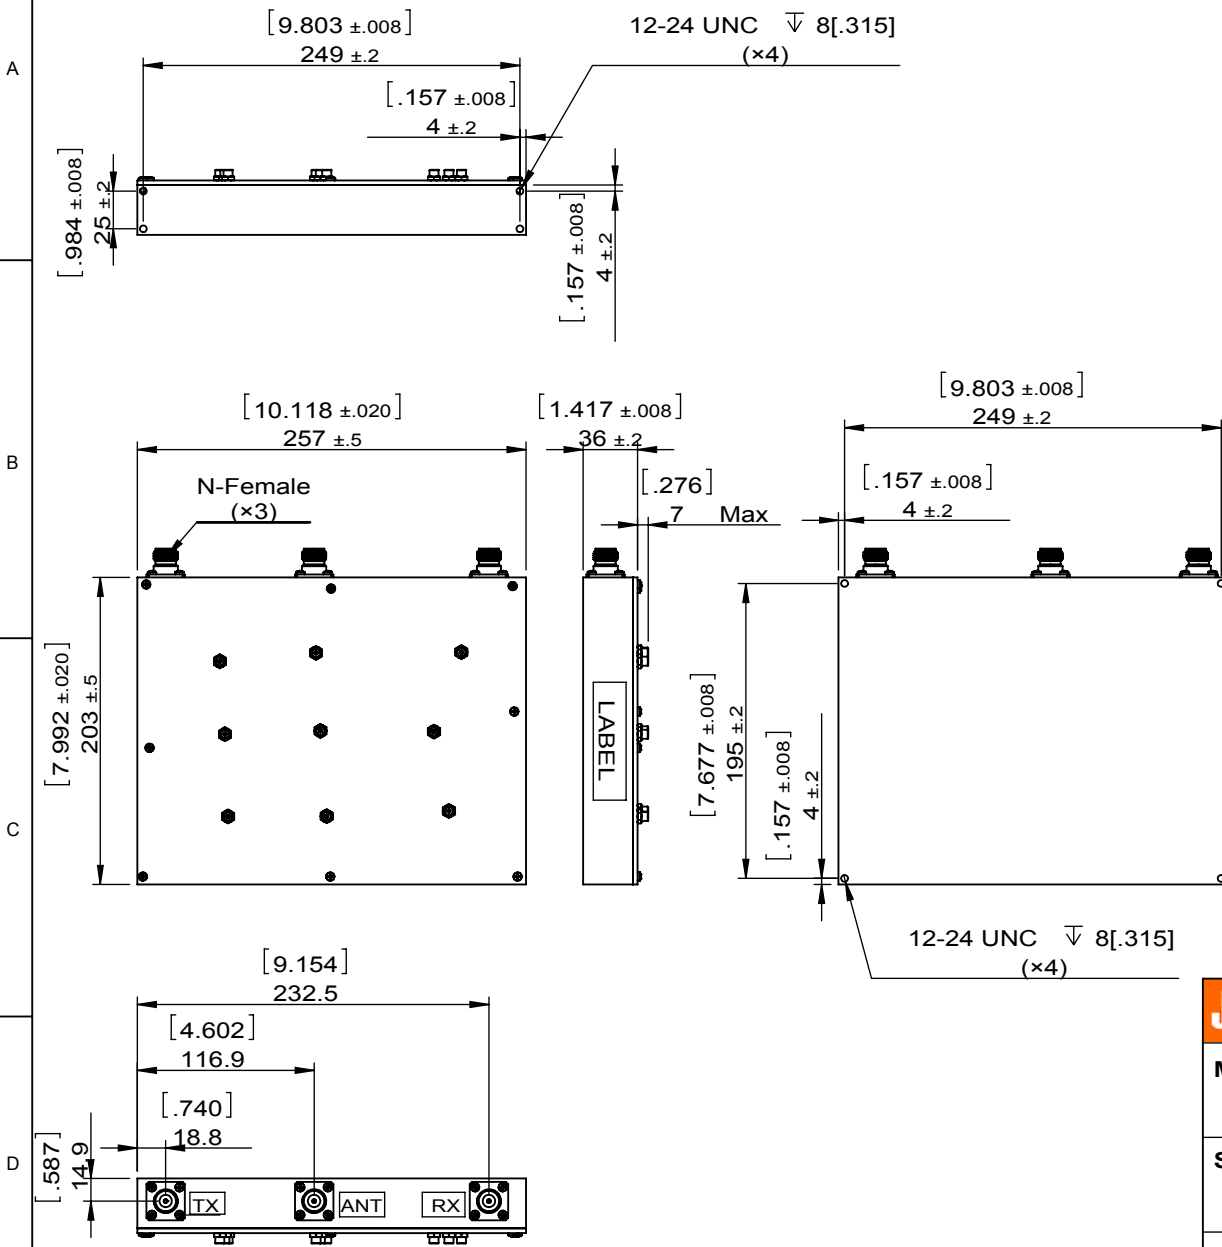 [9.803 ±.008]
249 ±.2
12-24 UNC ↧ 8[.315]
(×4)
A
[.157 ±.008]
4 ±.2
[.984 ±.008]
25 ±.2
[.157 ±.008]
4 ±.2
[10.118 ±.020]
257 ±.5
[1.417 ±.008]
36 ±.2
[9.803 ±.008]
249 ±.2
B
N-Female
(×3)
[.276]
7 Max
[.157 ±.008]
4 ±.2
[7.992 ±.020]
203 ±.5
LABEL
[7.677 ±.008]
195 ±.2
[.157 ±.008]
4 ±.2
C
12-24 UNC ↧ 8[.315]
(×4)
[9.154]
232.5
[4.602]
116.9
[.740]
18.8
[.587]
14.9
D
TX
ANT
RX